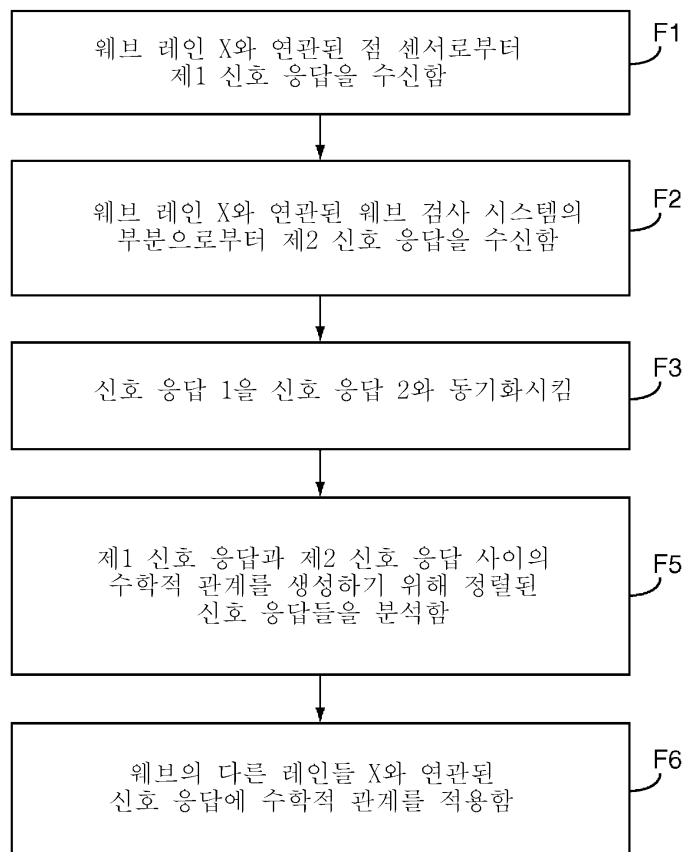 웨브 레인 X와 연관된 점 센서로부터
제1 신호 응답을 수신함
F1
웨브 레인 X와 연관된 웨브 검사 시스템의
부분으로부터 제2 신호 응답을 수신함
F2
신호 응답 1을 신호 응답 2와 동기화시킴
F3
제1 신호 응답과 제2 신호 응답 사이의
수학적 관계를 생성하기 위해 정렬된
신호 응답들을 분석함
F5
웨브의 다른 레인들 X와 연관된
신호 응답에 수학적 관계를 적용함
F6